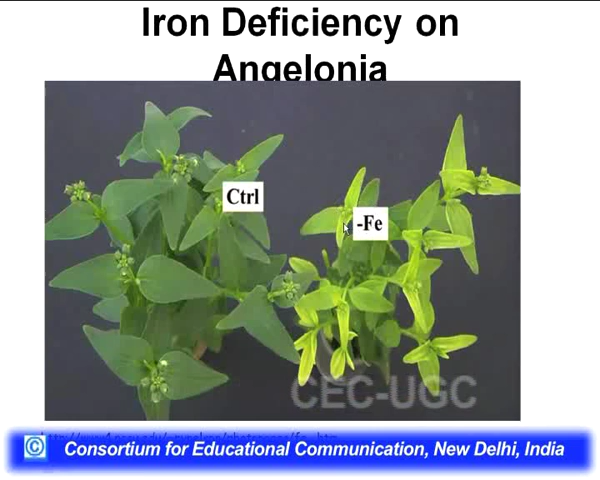 Iron Deficiency on
Angelonia
Ctrl
-Fe
CEC-UGC
© Consortium for Educational Communication, New Delhi, India